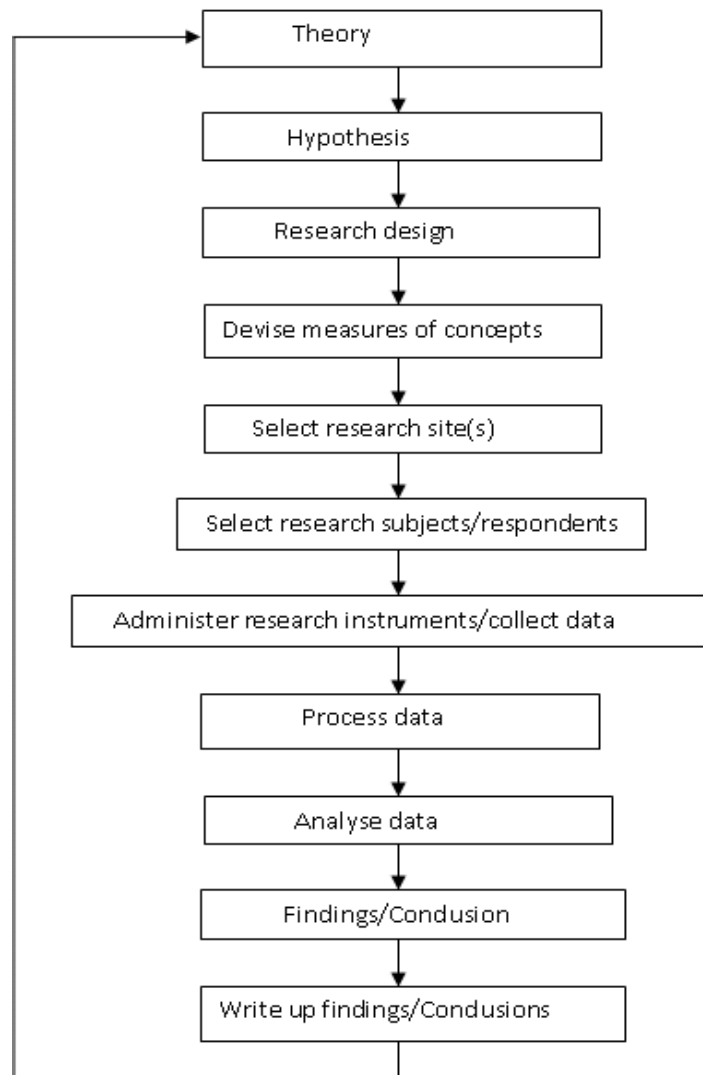 Theory
Hypothesis
Research design
Devise measures of concepts
Select research site(s)
Select research subjects/respondents
Administer research instruments/collect data
Process data
Analyse data
Findings/Condusion
Write up findings/Condusions